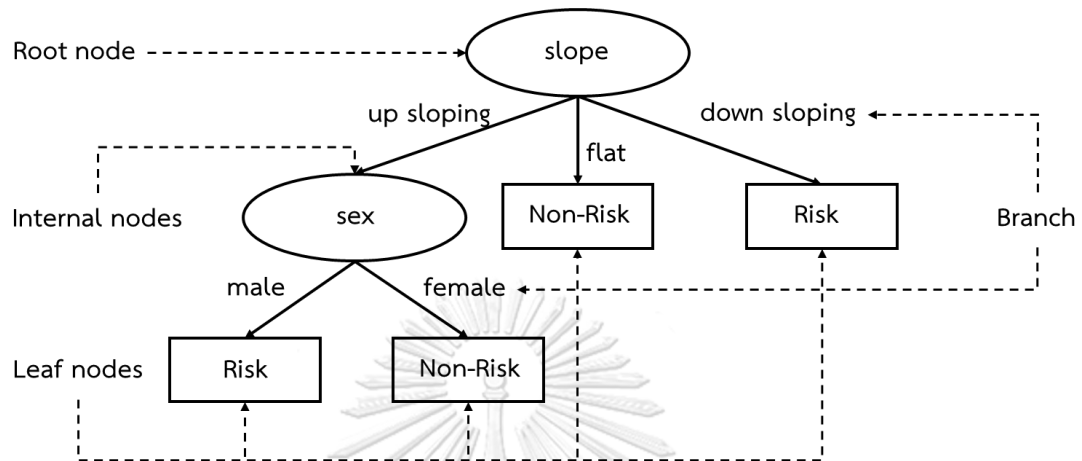 Root node
slope
up sloping
down sloping
flat
Internal nodes
sex
Non-Risk
Risk
Branch
male
female
Leaf nodes
Risk
Non-Risk